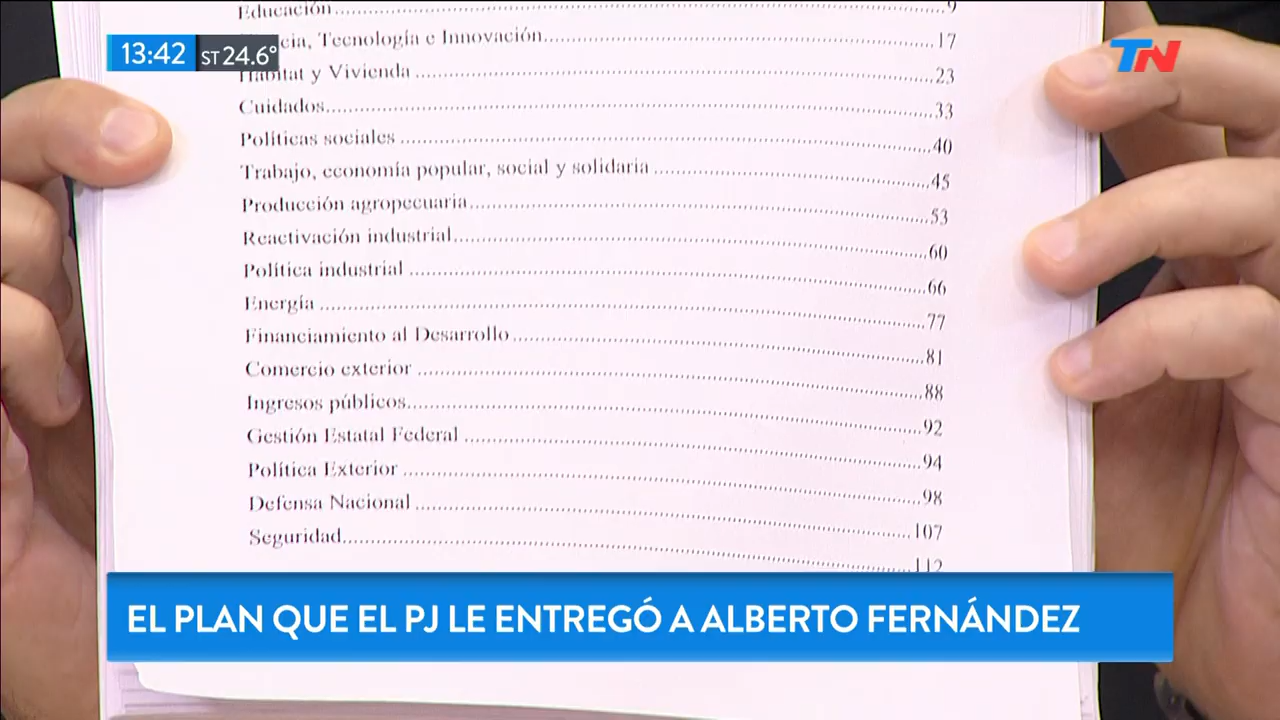 13:42 ST 24.6°
TN
Educación....................9
Tecnología e Innovación....................17
Hábitat y Vivienda....................23
Cuidados....................33
Políticas sociales....................40
Trabajo, economía popular, social y solidaria....................45
Producción agropecuaria....................53
Reactivación industrial....................60
Política industrial....................66
Energía....................77
Financiamiento al Desarrollo....................81
Comercio exterior....................88
Ingresos públicos....................92
Gestión Estatal Federal....................94
Política Exterior....................98
Defensa Nacional....................107
Seguridad....................112
EL PLAN QUE EL PJ LE ENTREGÓ A ALBERTO FERNÁNDEZ